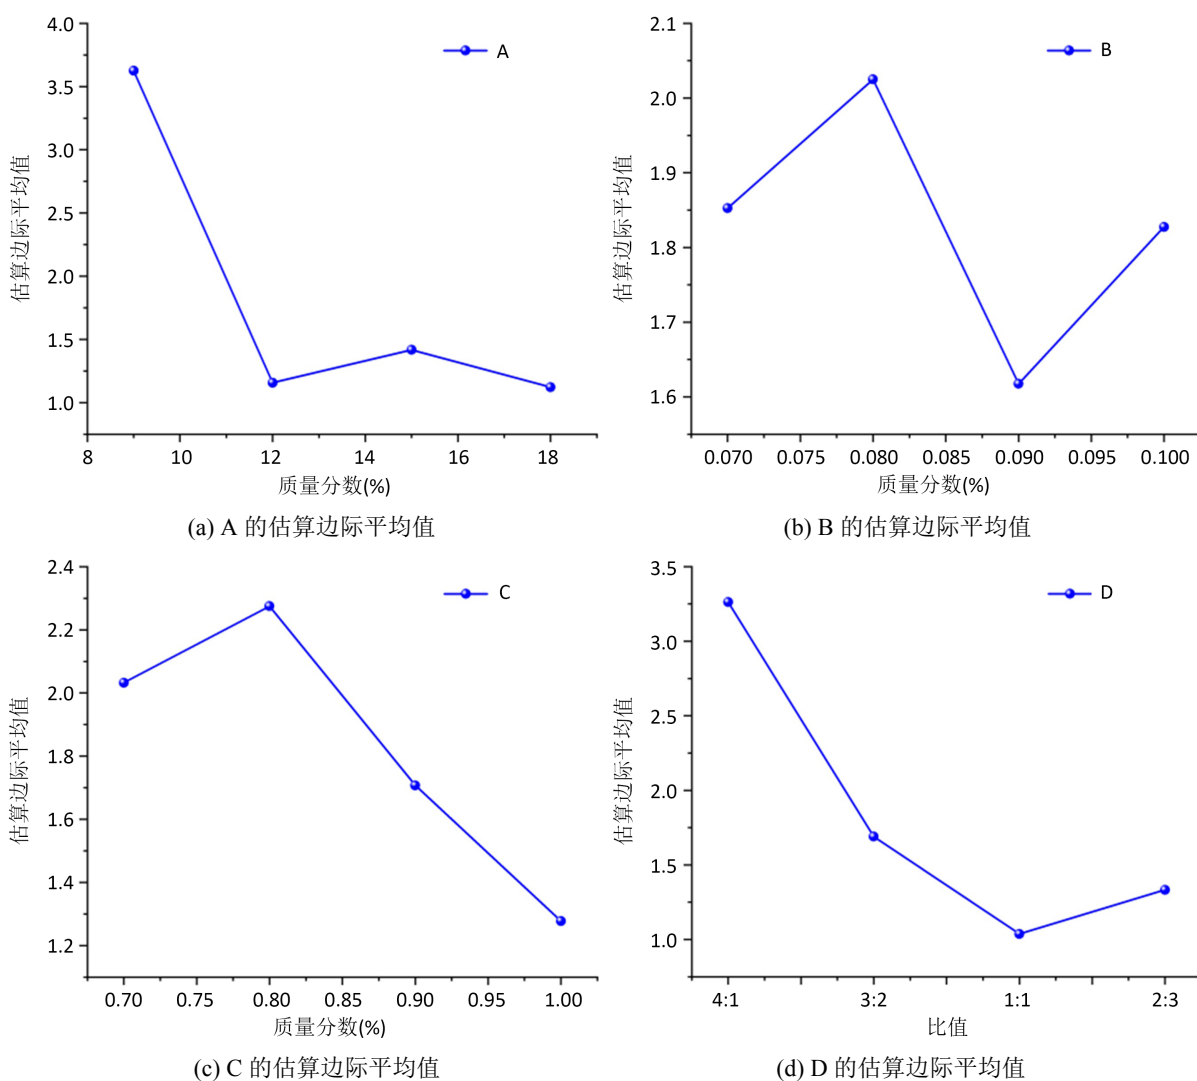 4.0
3.5
3.0
2.5
2.0
1.5
1.0
估算边际平均值
A
8 10 12 14 16 18
质量分数(%)
(a) A 的估算边际平均值
2.1
2.0
1.9
1.8
1.7
1.6
估算边际平均值
B
0.070 0.075 0.080 0.085 0.090 0.095 0.100
质量分数(%)
(b) B 的估算边际平均值
2.4
2.2
2.0
1.8
1.6
1.4
1.2
估算边际平均值
C
0.70 0.75 0.80 0.85 0.90 0.95 1.00
质量分数(%)
(c) C 的估算边际平均值
3.5
3.0
2.5
2.0
1.5
1.0
估算边际平均值
D
4:1 3:2 1:1 2:3
比值
(d) D 的估算边际平均值